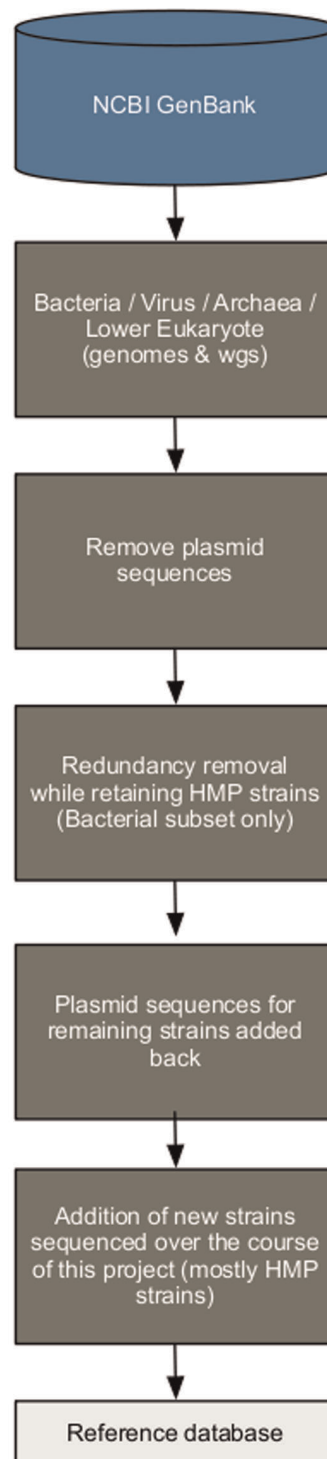 NCBI GenBank
Bacteria / Virus / Archaea /
Lower Eukaryote
(genomes & wgs)
Remove plasmid
sequences
Redundancy removal
while retaining HMP strains
(Bacterial subset only)
Plasmid sequences for
remaining strains added
back
Addition of new strains
sequenced over the course
of this project (mostly HMP
strains)
Reference database